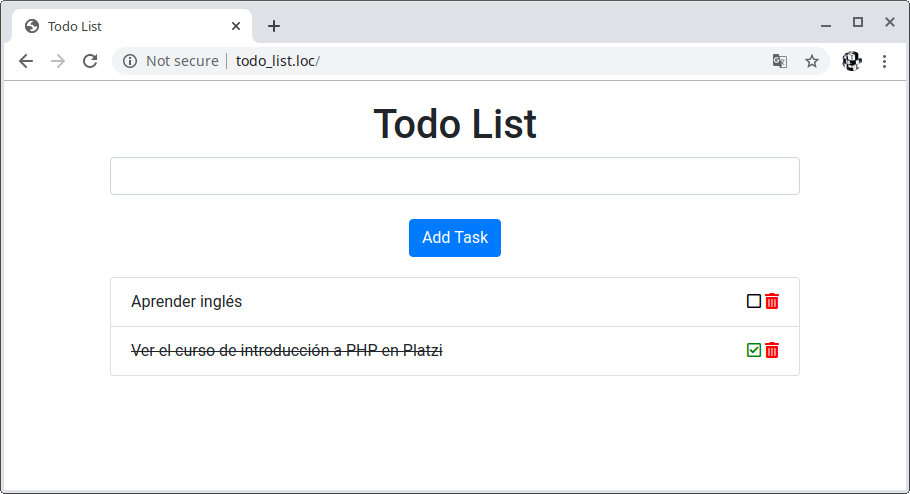 Todo List
Not secure | todo_list.loc/
Todo List
Add Task
Aprender inglés
Ver el curso de introducción a PHP en Platzi